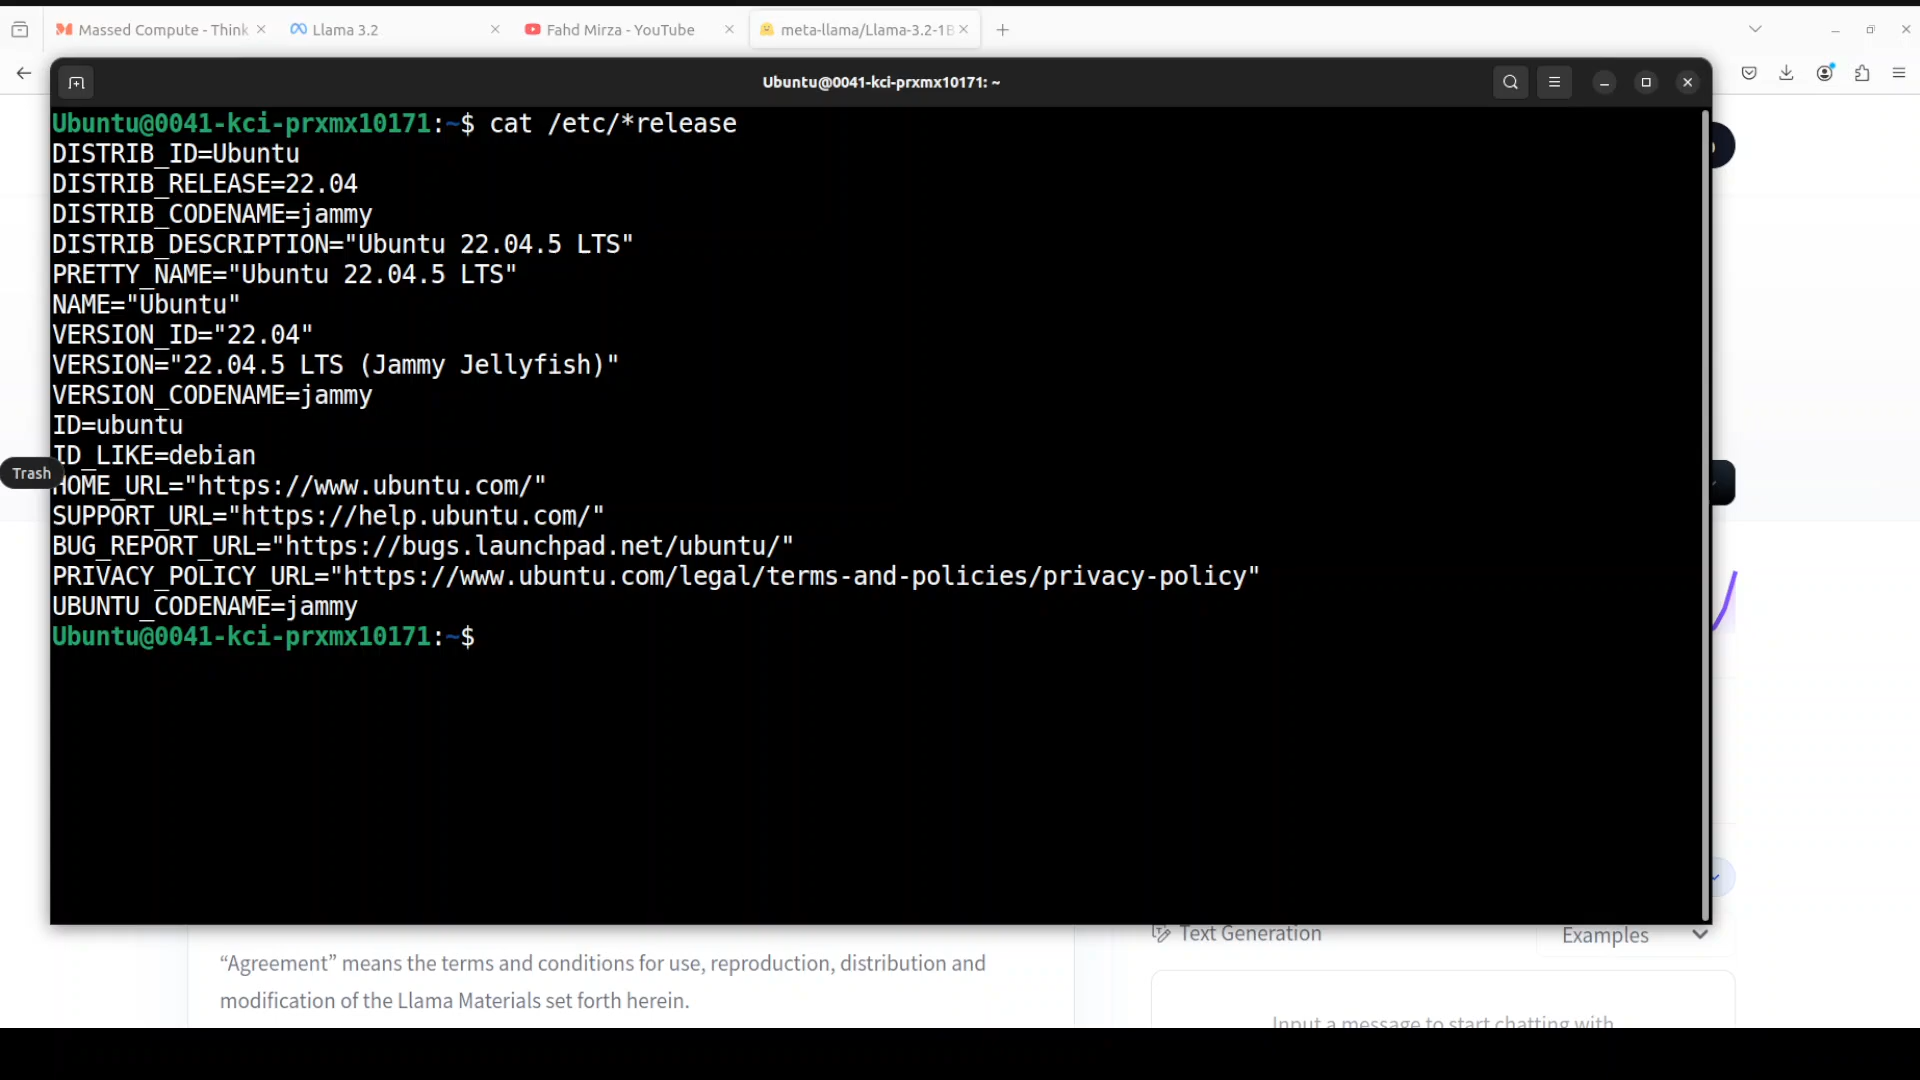 Massed Compute - Think
Llama 3.2
Fahd Mirza - YouTube
meta-llama/Llama-3.2-1B
Ubuntu@0041-kci-prxmx10171: ~
Ubuntu@0041-kci-prxmx10171:~$ cat /etc/*release
DISTRIB_ID=Ubuntu
DISTRIB_RELEASE=22.04
DISTRIB_CODENAME=jammy
DISTRIB_DESCRIPTION="Ubuntu 22.04.5 LTS"
PRETTY_NAME="Ubuntu 22.04.5 LTS"
NAME="Ubuntu"
VERSION_ID="22.04"
VERSION="22.04.5 LTS (Jammy Jellyfish)"
VERSION_CODENAME=jammy
ID=ubuntu
ID_LIKE=debian
Trash
HOME_URL="https://www.ubuntu.com/"
SUPPORT_URL="https://help.ubuntu.com/"
BUG_REPORT_URL="https://bugs.launchpad.net/ubuntu/"
PRIVACY_POLICY_URL="https://www.ubuntu.com/legal/terms-and-policies/privacy-policy"
UBUNTU_CODENAME=jammy
Ubuntu@0041-kci-prxmx10171:~$
Text Generation
Examples
“Agreement” means the terms and conditions for use, reproduction, distribution and
modification of the Llama Materials set forth herein.
Input a message to start chatting with